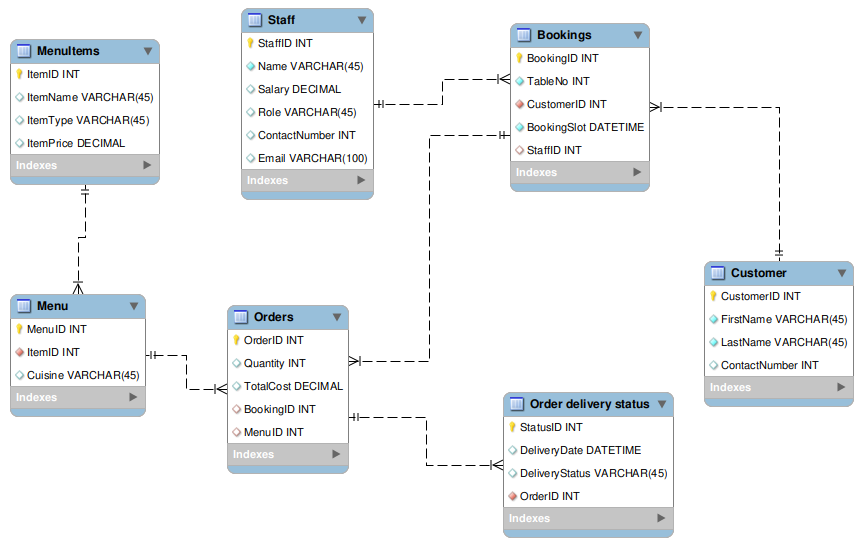 MenuItems
ItemID INT
ItemName VARCHAR(45)
ItemType VARCHAR(45)
ItemPrice DECIMAL
Indexes
Staff
StaffID INT
Name VARCHAR(45)
Salary DECIMAL
Role VARCHAR(45)
ContactNumber INT
Email VARCHAR(100)
Indexes
Bookings
BookingID INT
TableNo INT
CustomerID INT
BookingSlot DATETIME
StaffID INT
Indexes
Customer
CustomerID INT
FirstName VARCHAR(45)
LastName VARCHAR(45)
ContactNumber INT
Indexes
Menu
MenuID INT
ItemID INT
Cuisine VARCHAR(45)
Indexes
Orders
OrderID INT
Quantity INT
TotalCost DECIMAL
BookingID INT
MenuID INT
Indexes
Order delivery status
StatusID INT
DeliveryDate DATETIME
DeliveryStatus VARCHAR(45)
OrderID INT
Indexes